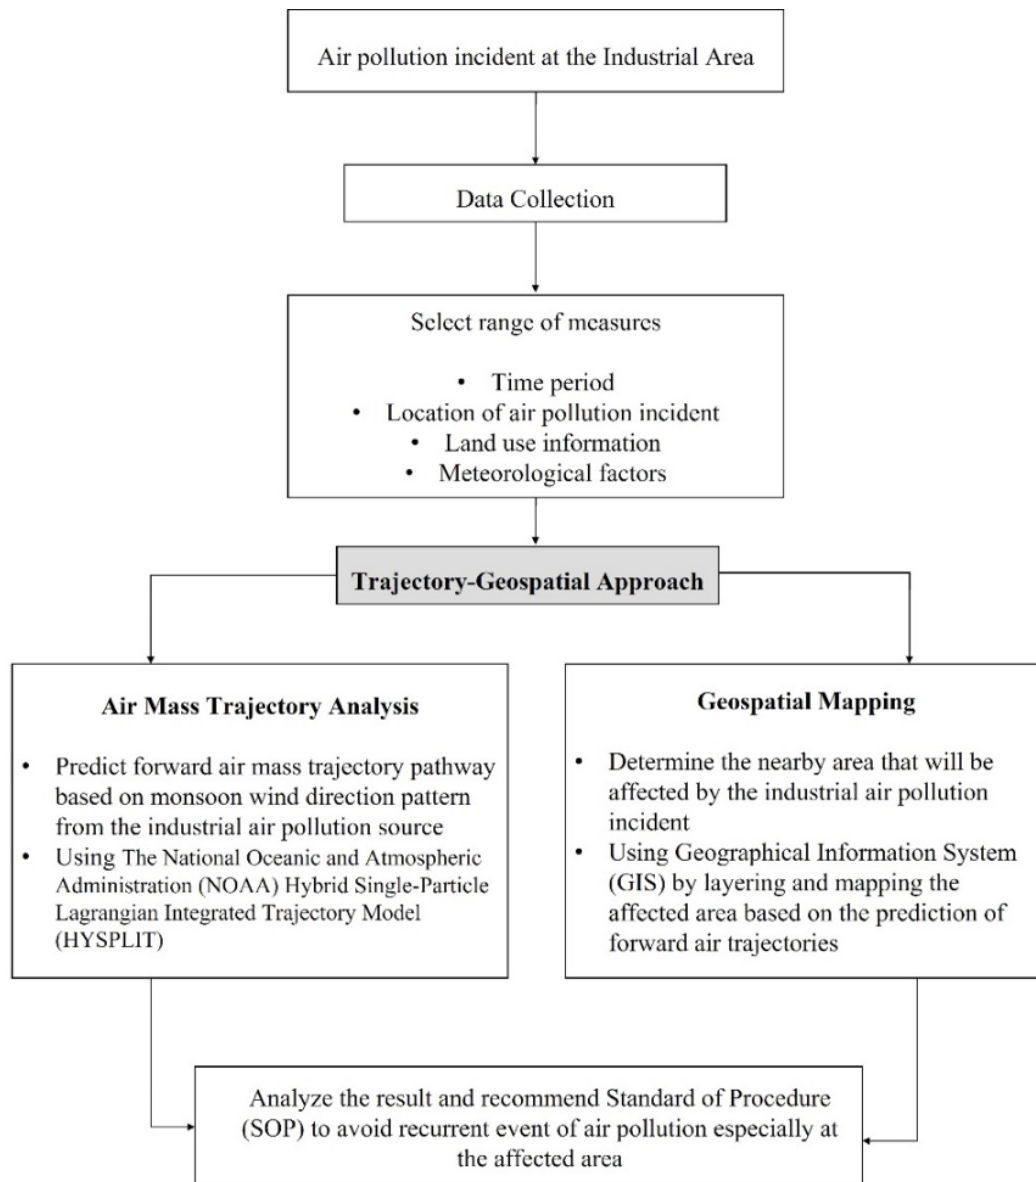 Air pollution incident at the Industrial Area
Data Collection
Select range of measures
• Time period
• Location of air pollution incident
• Land use information
• Meteorological factors
Trajectory-Geospatial Approach
Air Mass Trajectory Analysis
• Predict forward air mass trajectory pathway
based on monsoon wind direction pattern
from the industrial air pollution source
• Using The National Oceanic and Atmospheric
Administration (NOAA) Hybrid Single-Particle
Lagrangian Integrated Trajectory Model
(HYSPLIT)
Geospatial Mapping
• Determine the nearby area that will be
affected by the industrial air pollution
incident
• Using Geographical Information System
(GIS) by layering and mapping the
affected area based on the prediction of
forward air trajectories
Analyze the result and recommend Standard of Procedure
(SOP) to avoid recurrent event of air pollution especially at
the affected area